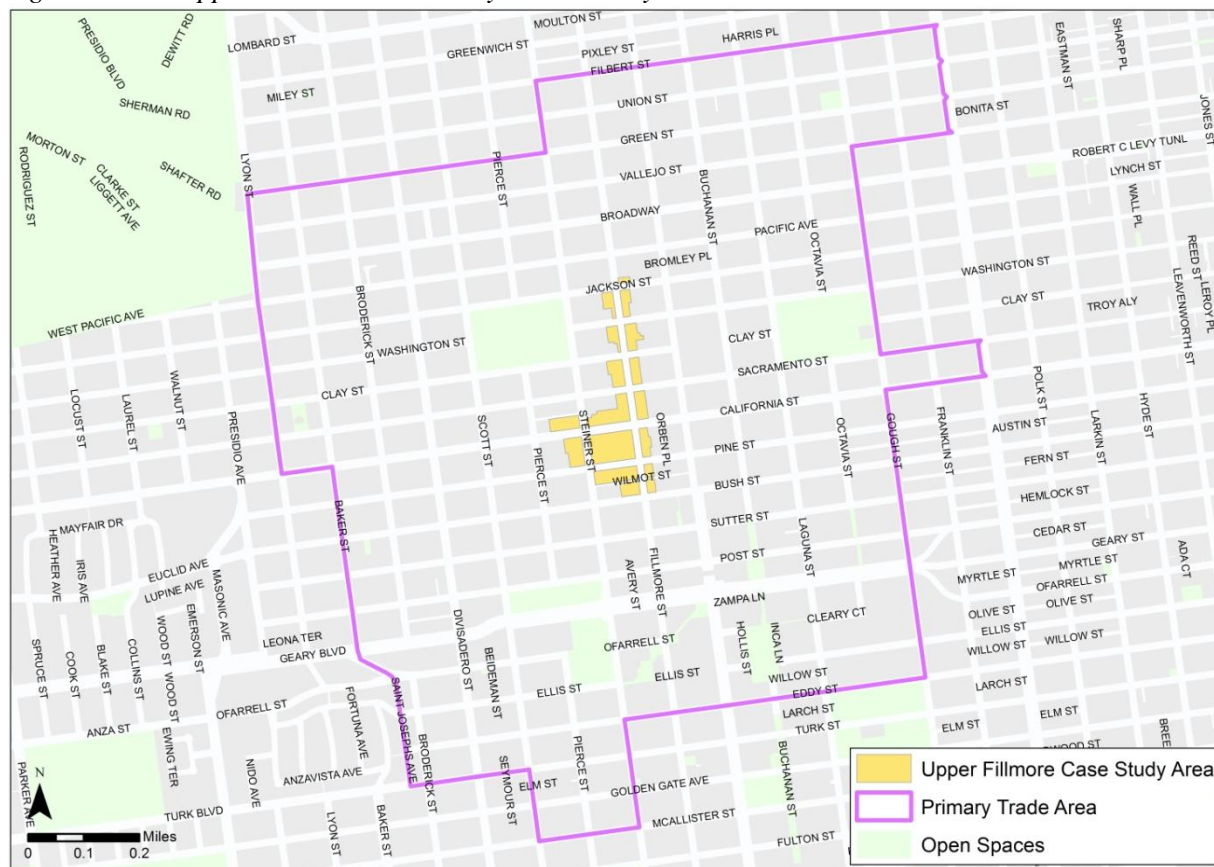 MOULTON ST
LOMBARD ST
GREENWICH ST
PIXLEY ST
HARRIS PL
FILBERT ST
PRESIDIO BLVD
DEWITT RD
EASTMAN ST
SHARP PL
MILEY ST
UNION ST
SHERMAN RD
BONITA ST
JONES ST
GREEN ST
MORTON ST
CLARKE ST
LIGGETT AVE
SHAFTER RD
RODRIGUEZ ST
LYON ST
PIERCE ST
VALLEJO ST
ROBERT C LEVY TUNL
LYNCH ST
WALL PL
BUCHANAN ST
BROADWAY
PACIFIC AVE
OCTAVIA ST
BROMLEY PL
REED ST
LEROY PL
LEAVENWORTH ST
WASHINGTON ST
JACKSON ST
BRODERICK ST
CLAY ST
TROY ALY
WEST PACIFIC AVE
WASHINGTON ST
CLAY ST
SACRAMENTO ST
LOCUST ST
LAUREL ST
WALNUT ST
PRESIDIO AVE
CLAY ST
CALIFORNIA ST
POLK ST
LARKIN ST
HYDE ST
SCOTT ST
PIERCE ST
STEINER ST
ORBEN PL
OCTAVIA ST
GOUGH ST
FRANKLIN ST
AUSTIN ST
PINE ST
FERN ST
WILMOT ST
BUSH ST
HEMLOCK ST
BAKER ST
SUTTER ST
CEDAR ST
MAYFAIR DR
HEATHER AVE
IRIS AVE
EUCLID AVE
LUPINE AVE
MASONIC AVE
POST ST
LAGUNA ST
GEARY ST
MYRTLE ST
MYRTLE ST
OFARRELL ST
ADA CT
AVERY ST
FILLMORE ST
ZAMPA LN
CLEARY CT
OLIVE ST
OLIVE ST
ELLIS ST
WILLOW ST
WILLOW ST
SPRUCE ST
COOK ST
BLAKE ST
COLLINS ST
WOOD ST
WOOD ST
EMERSON ST
LEONA TER
GEARY BLVD
DIVISADERO ST
BEIDEMAN ST
OFARRELL ST
HOLLIS ST
INCA LN
WILLOW ST
EDDY ST
LARCH ST
ELLIS ST
ELLIS ST
LARCH ST
TURK ST
ANZA ST
EWING TER
OFARRELL ST
FORTUNA AVE
SAINT JOSEPHS AVE
ELM ST
ELM ST
PARKER AVE
NIDO AVE
ANZAVISTA AVE
BRODERICK ST
SEYMOUR ST
PIERCE ST
ELM ST
BUCHANAN ST
GOLDEN GATE AVE
TURK BLVD
LYON ST
BAKER ST
MCALLISTER ST
FULTON ST
N
Miles
0 0.1 0.2
Upper Fillmore Case Study Area
Primary Trade Area
Open Spaces